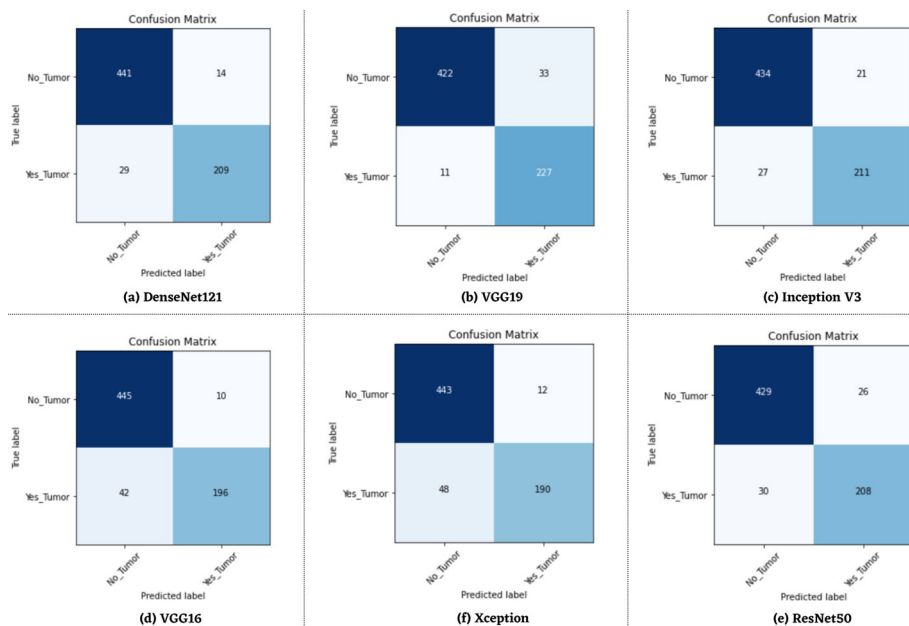 Confusion Matrix
No_Tumor
441
14
True label
Yes_Tumor
29
209
No_Tumor
Yes_Tumor
Predicted label
(a) DenseNet121
Confusion Matrix
No_Tumor
422
33
True label
Yes_Tumor
11
227
No_Tumor
Yes_Tumor
Predicted label
(b) VGG19
Confusion Matrix
No_Tumor
434
21
True label
Yes_Tumor
27
211
No_Tumor
Yes_Tumor
Predicted label
(c) Inception V3
Confusion Matrix
No_Tumor
445
10
True label
Yes_Tumor
42
196
No_Tumor
Yes_Tumor
Predicted label
(d) VGG16
Confusion Matrix
No_Tumor
443
12
True label
Yes_Tumor
48
190
No_Tumor
Yes_Tumor
Predicted label
(f) Xception
Confusion Matrix
No_Tumor
429
26
True label
Yes_Tumor
30
208
No_Tumor
Yes_Tumor
Predicted label
(e) ResNet50